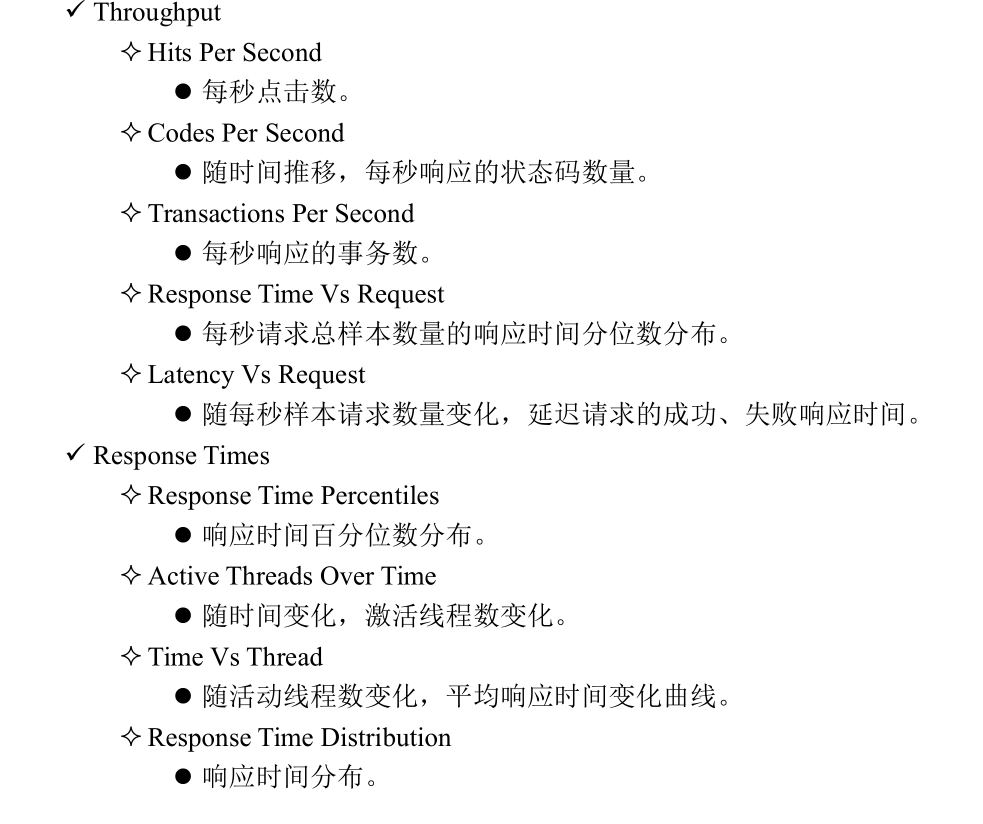 ✓ Throughput
✧ Hits Per Second
● 每秒点击数。
✧ Codes Per Second
● 随时间推移，每秒响应的状态码数量。
✧ Transactions Per Second
● 每秒响应的事务数。
✧ Response Time Vs Request
● 每秒请求总样本数量的响应时间分位数分布。
✧ Latency Vs Request
● 随每秒样本请求数量变化，延迟请求的成功、失败响应时间。
✓ Response Times
✧ Response Time Percentiles
● 响应时间百分位数分布。
✧ Active Threads Over Time
● 随时间变化，激活线程数变化。
✧ Time Vs Thread
● 随活动线程数变化，平均响应时间变化曲线。
✧ Response Time Distribution
● 响应时间分布。